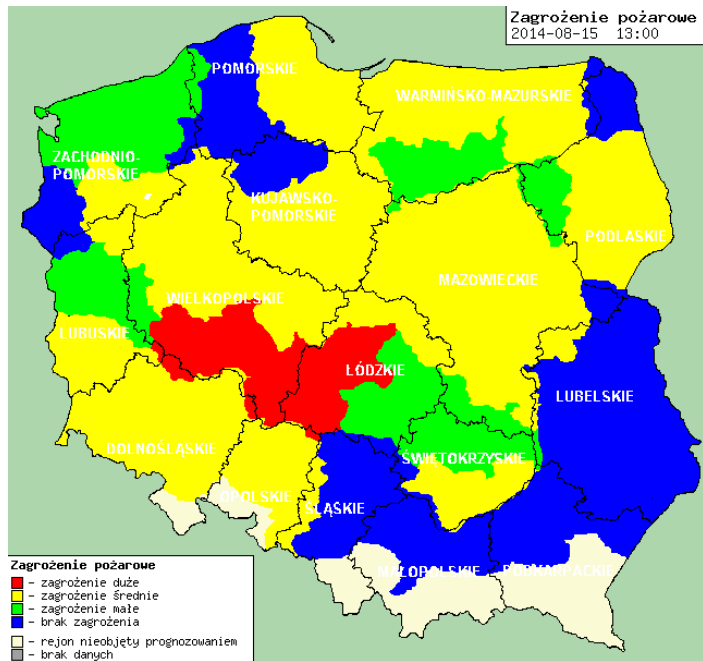 Zagrożenie pożarowe
2014-08-15 13:00
POMORSKIE
WARMIŃSKO-MAZURSKIE
ZACHODNIO-
POMORSKIE
KUJAWSKO-
POMORSKIE
PODLASKIE
MAZOWIECKIE
WIELKOPOLSKIE
LUBUSKIE
ŁÓDZKIE
LUBELSKIE
DOLNOŚLĄSKIE
ŚWIĘTOKRZYSKIE
OPOLSKIE
ŚLĄSKIE
MAŁOPOLSKIE
PODKARPACKIE
Zagrożenie pożarowe
– zagrożenie duże
– zagrożenie średnie
– zagrożenie małe
– brak zagrożenia
– rejon nieobjęty prognozowaniem
– brak danych